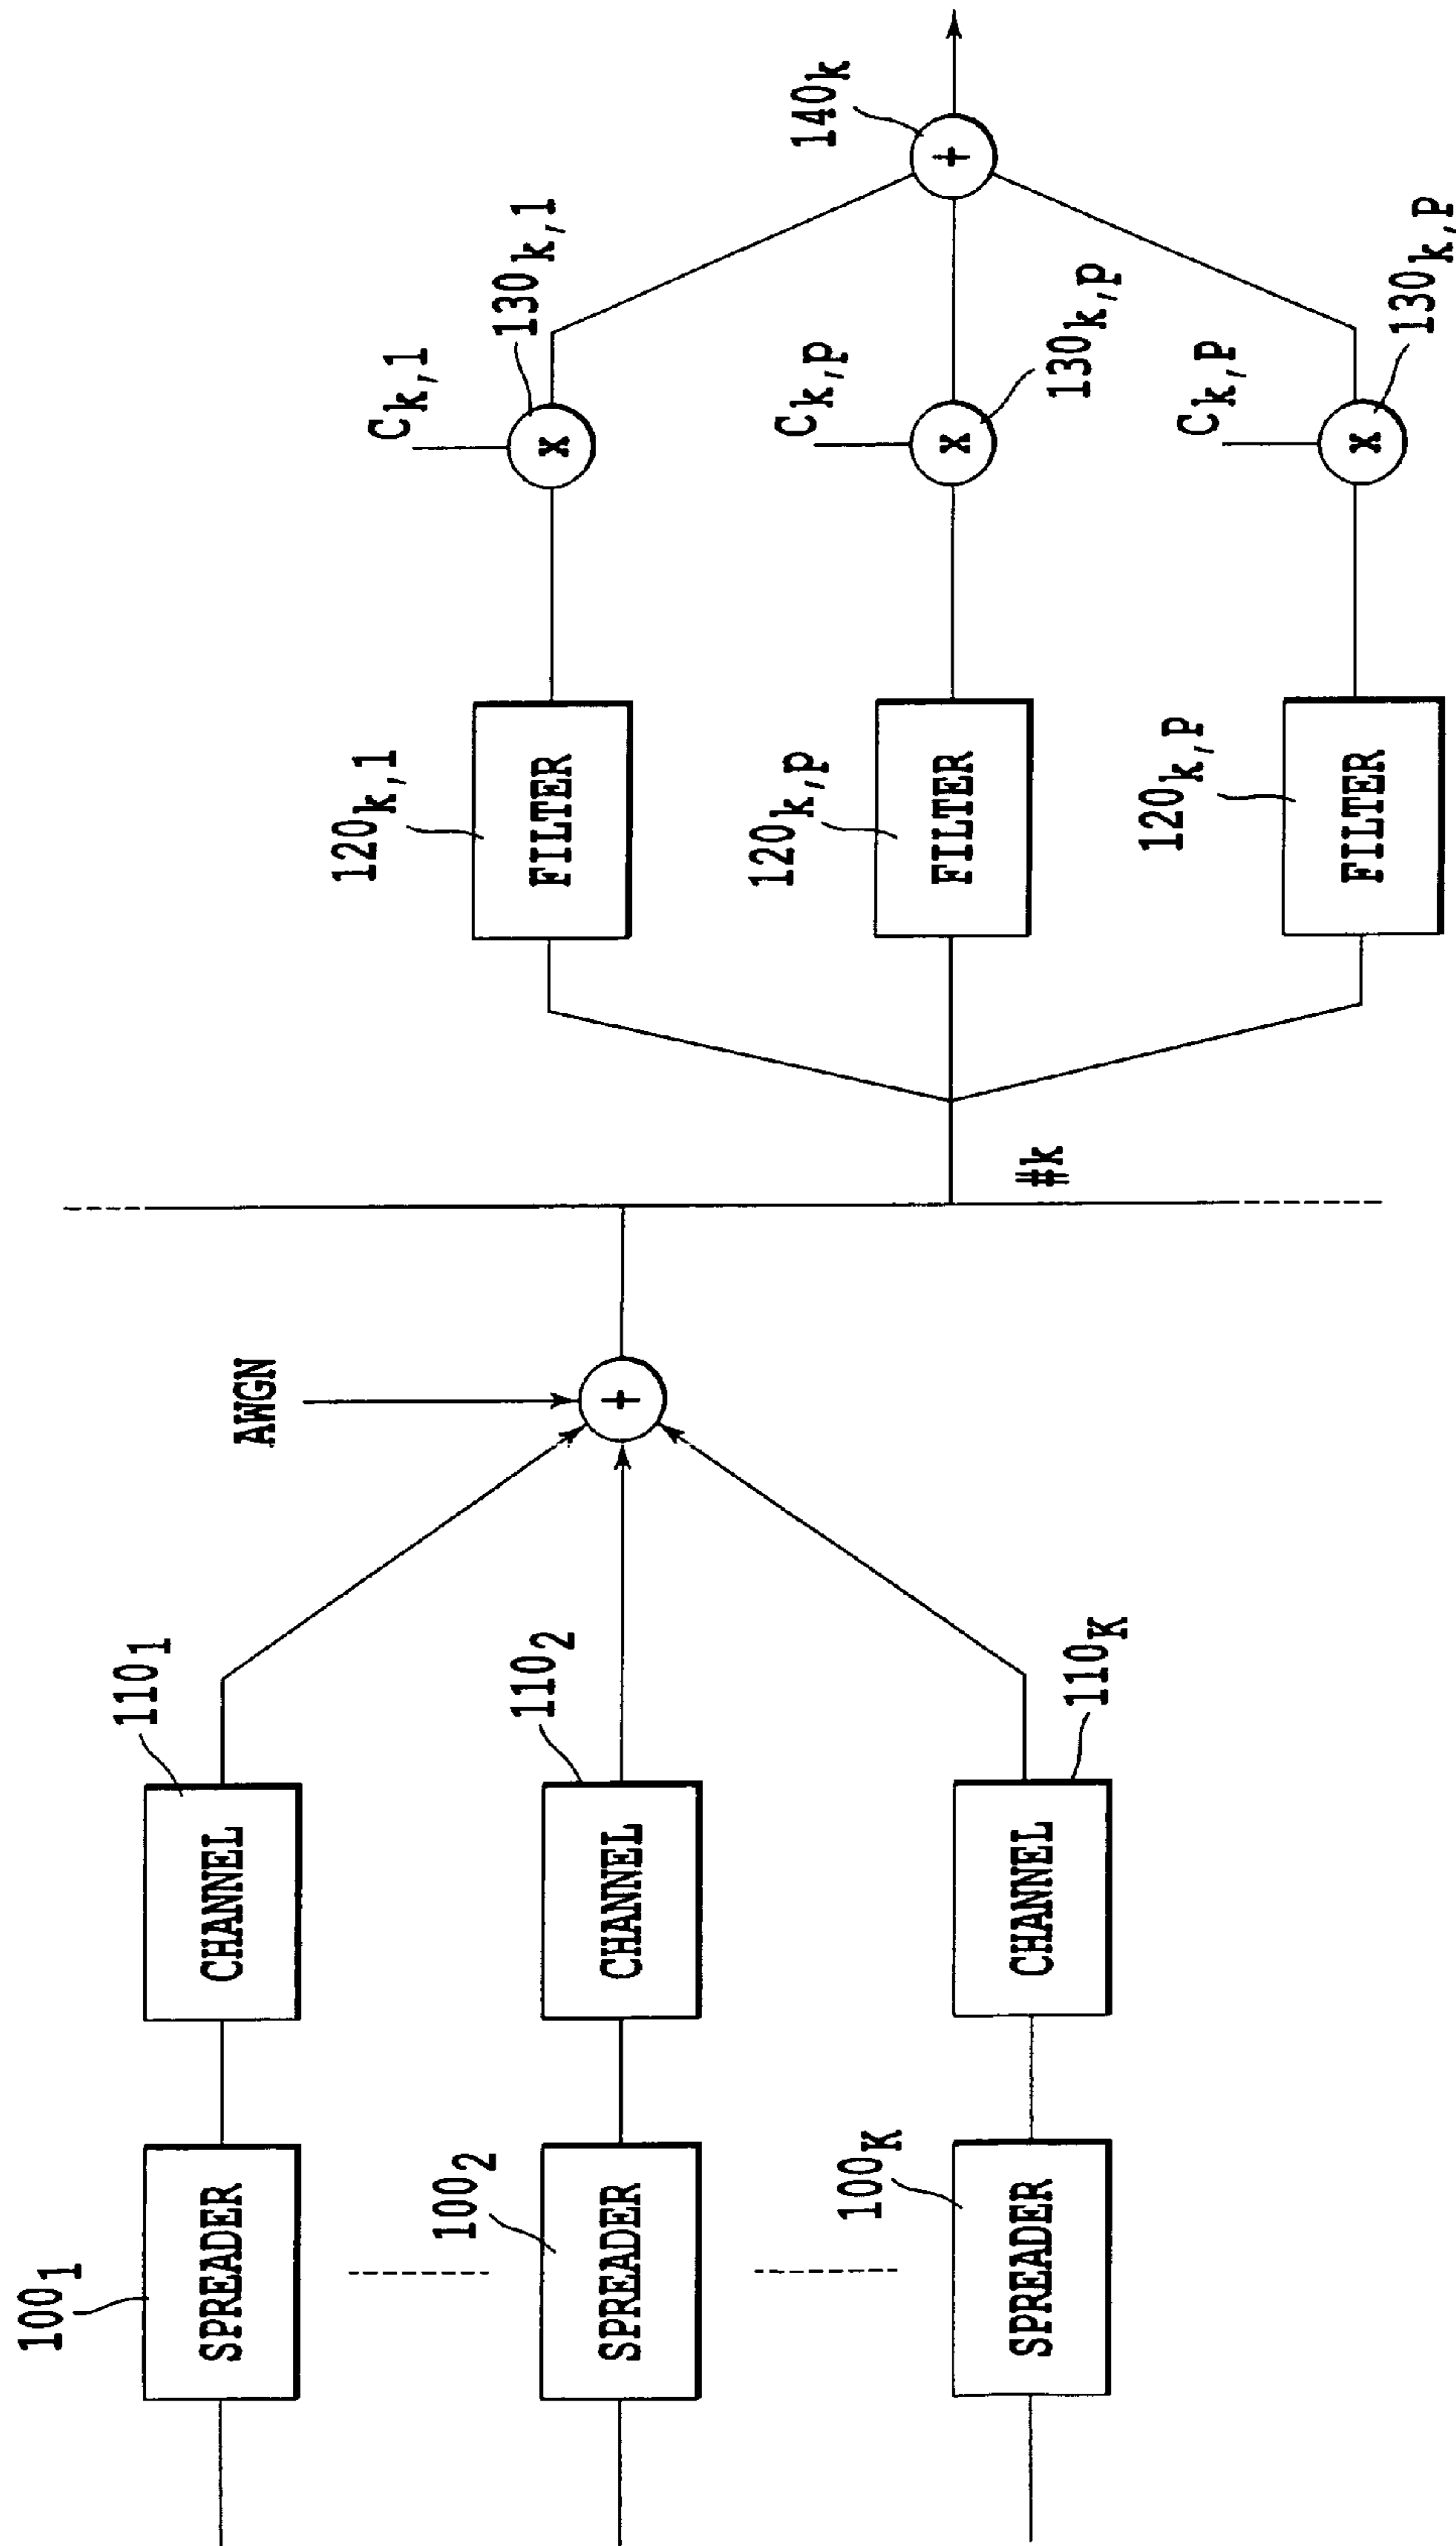 100₁
SPREADER
110₁
CHANNEL
100₂
SPREADER
110₂
CHANNEL
100K
SPREADER
110K
CHANNEL
AWGN
+
#k
120k,1
FILTER
Ck,1
x
130k,1
120k,p
FILTER
Ck,p
x
130k,p
120k,P
FILTER
Ck,P
x
130k,P
140k
+